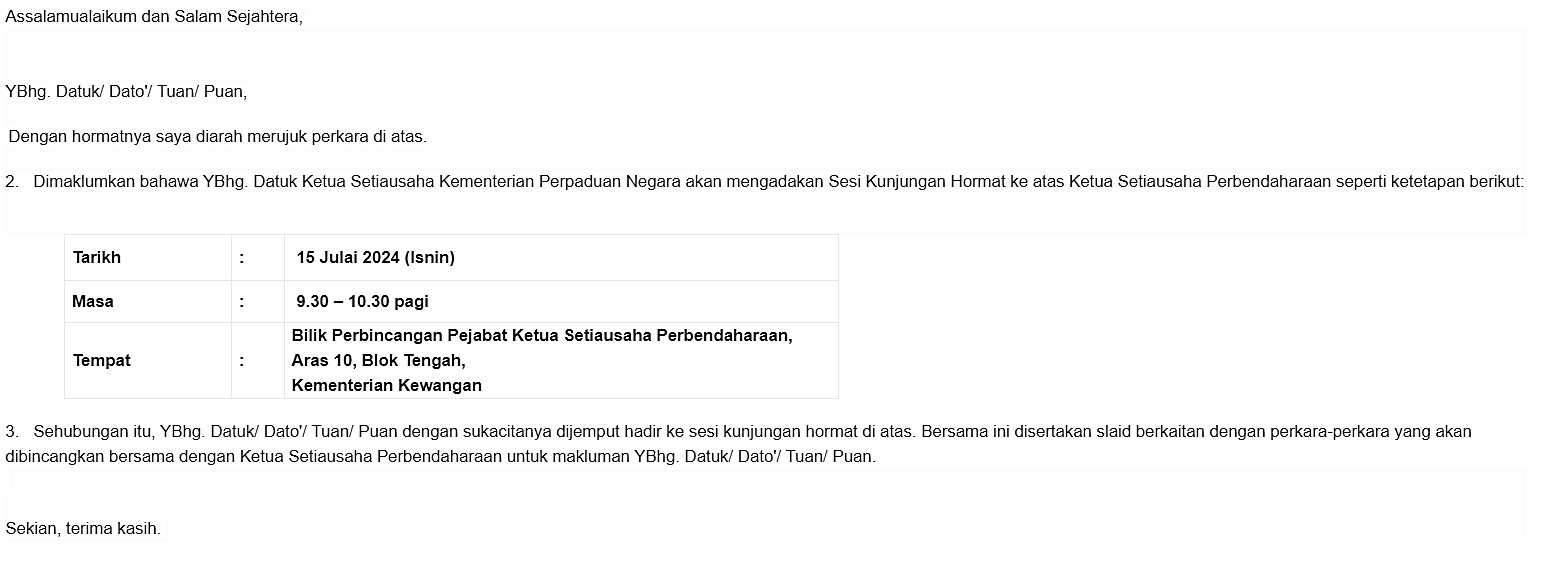 Assalamualaikum dan Salam Sejahtera,
YBhg. Datuk/ Dato'/ Tuan/ Puan,
Dengan hormatnya saya diarah merujuk perkara di atas.
2. Dimaklumkan bahawa YBhg. Datuk Ketua Setiausaha Kementerian Perpaduan Negara akan mengadakan Sesi Kunjungan Hormat ke atas Ketua Setiausaha Perbendaharaan seperti ketetapan berikut:
Tarikh : 15 Julai 2024 (Isnin)
Masa : 9.30 – 10.30 pagi
Tempat : Bilik Perbincangan Pejabat Ketua Setiausaha Perbendaharaan,
Aras 10, Blok Tengah,
Kementerian Kewangan
3. Sehubungan itu, YBhg. Datuk/ Dato'/ Tuan/ Puan dengan sukacitanya dijemput hadir ke sesi kunjungan hormat di atas. Bersama ini disertakan slaid berkaitan dengan perkara-perkara yang akan
dibincangkan bersama dengan Ketua Setiausaha Perbendaharaan untuk makluman YBhg. Datuk/ Dato'/ Tuan/ Puan.
Sekian, terima kasih.